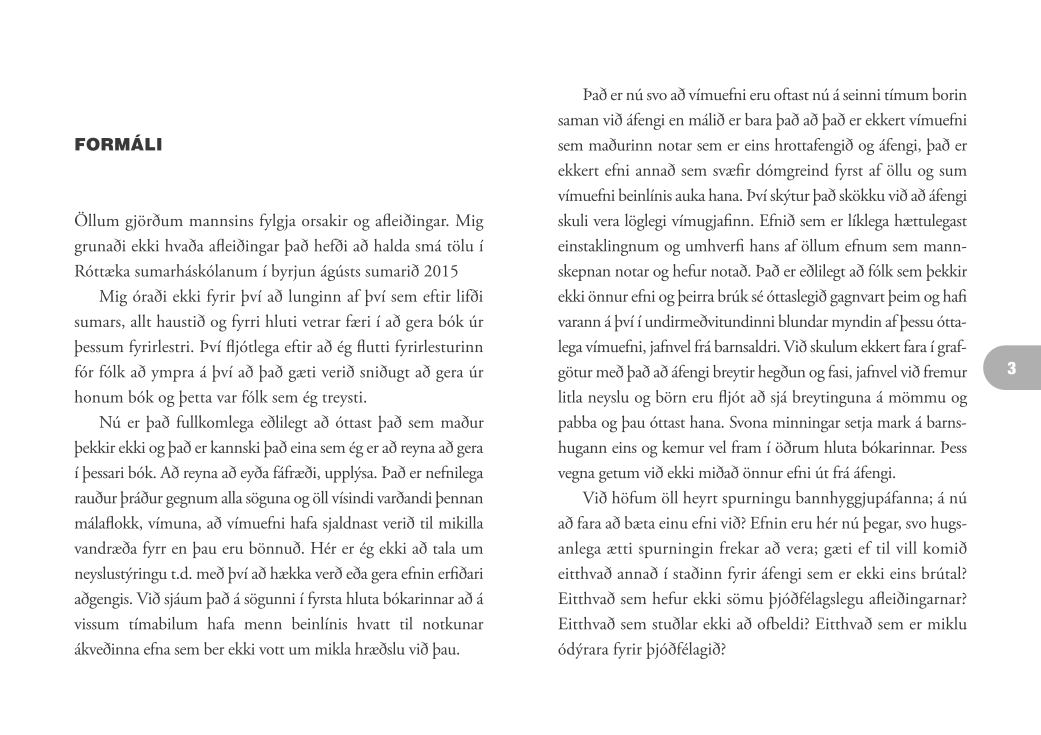 FORMÁLI
Öllum gjörðum mannsins fylgja orsakir og afleiðingar. Mig
grunaði ekki hvaða afleiðingar það hefði að halda smá tölu í
Róttæka sumarháskólanum í byrjun ágústs sumarið 2015
Mig óraði ekki fyrir því að lunginn af því sem eftir lifði
sumars, allt haustið og fyrri hluti vetrar færi í að gera bók úr
þessum fyrirlestri. Því fljótlega eftir að ég flutti fyrirlesturinn
fór fólk að ympra á því að það gæti verið sniðugt að gera úr
honum bók og þetta var fólk sem ég treysti.
Nú er það fullkomlega eðlilegt að óttast það sem maður
þekkir ekki og það er kannski það eina sem ég er að reyna að gera
í þessari bók. Að reyna að eyða fáfræði, upplýsa. Það er nefnilega
rauður þráður gegnum alla söguna og öll vísindi varðandi þennan
málaflokk, vímuna, að vímuefni hafa sjaldnast verið til mikilla
vandræða fyrr en þau eru bönnuð. Hér er ég ekki að tala um
neyslustýringu t.d. með því að hækka verð eða gera efnin erfiðari
aðgengis. Við sjáum það á sögunni í fyrsta hluta bókarinnar að á
vissum tímabilum hafa menn beinlínis hvatt til notkunar
ákveðinna efna sem ber ekki vott um mikla hræðslu við þau.
Það er nú svo að vímuefni eru oftast nú á seinni tímum borin
saman við áfengi en málið er bara það að það er ekkert vímuefni
sem maðurinn notar sem er eins hrottafengið og áfengi, það er
ekkert efni annað sem svæfir dómgreind fyrst af öllu og sum
vímuefni beinlínis auka hana. Því skýtur það skökku við að áfengi
skuli vera löglegi vímugjafinn. Efnið sem er líklega hættulegast
einstaklingnum og umhverfi hans af öllum efnum sem mann-
skepnan notar og hefur notað. Það er eðlilegt að fólk sem þekkir
ekki önnur efni og þeirra brúk sé óttaslegið gagnvart þeim og hafi
varann á því í undirmeðvitundinni blundar myndin af þessu ótta-
lega vímuefni, jafnvel frá barnsaldri. Við skulum ekkert fara í graf-
götur með það að áfengi breytir hegðun og fasi, jafnvel við fremur
litla neyslu og börn eru fljót að sjá breytinguna á mömmu og
pabba og þau óttast hana. Svona minningar setja mark á barns-
hugann eins og kemur vel fram í öðrum hluta bókarinnar. Þess
vegna getum við ekki miðað önnur efni út frá áfengi.
Við höfum öll heyrt spurningu bannhyggjupáfanna; á nú
að fara að bæta einu efni við? Efnin eru hér nú þegar, svo hugs-
anlega ætti spurningin frekar að vera; gæti ef til vill komið
eitthvað annað í staðinn fyrir áfengi sem er ekki eins brútal?
Eitthvað sem hefur ekki sömu þjóðfélagslegu afleiðingarnar?
Eitthvað sem stuðlar ekki að ofbeldi? Eitthvað sem er miklu
ódýrara fyrir þjóðfélagið?
3